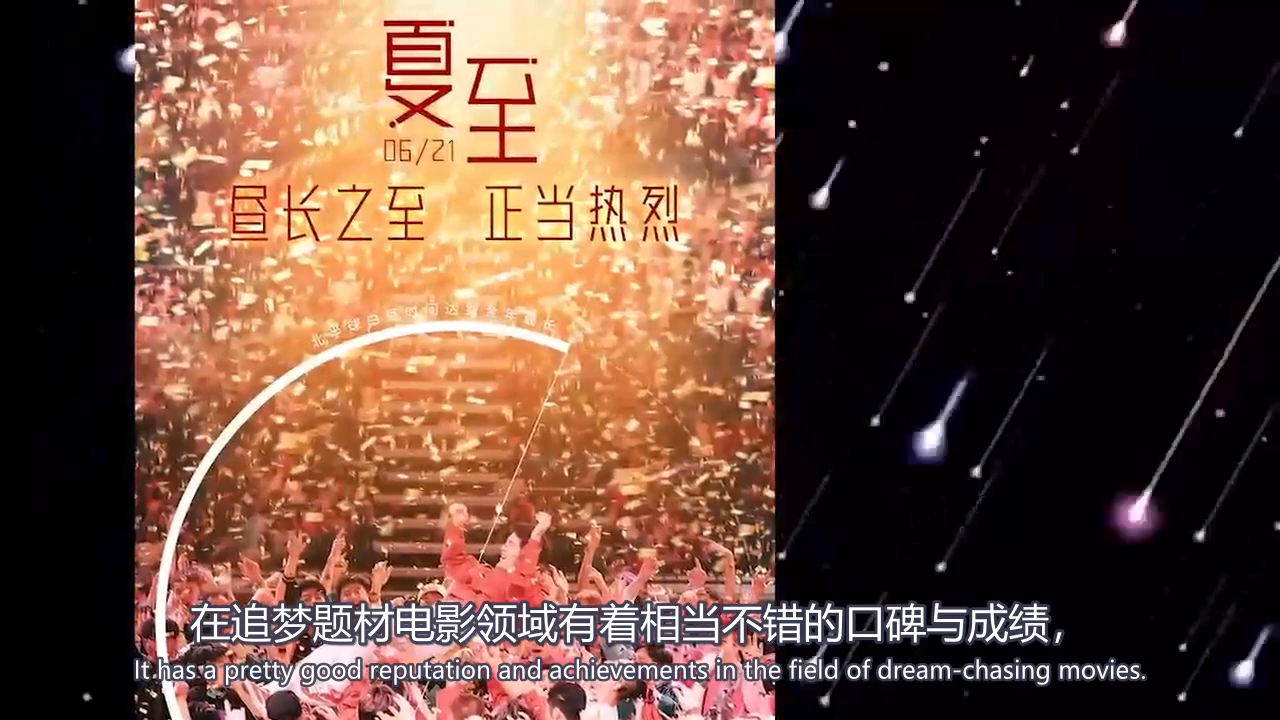 夏至
06/21
昼长之至 正当热烈
在追梦题材电影领域有着相当不错的口碑与成绩，
It has a pretty good reputation and achievements in the field of dream-chasing movies.